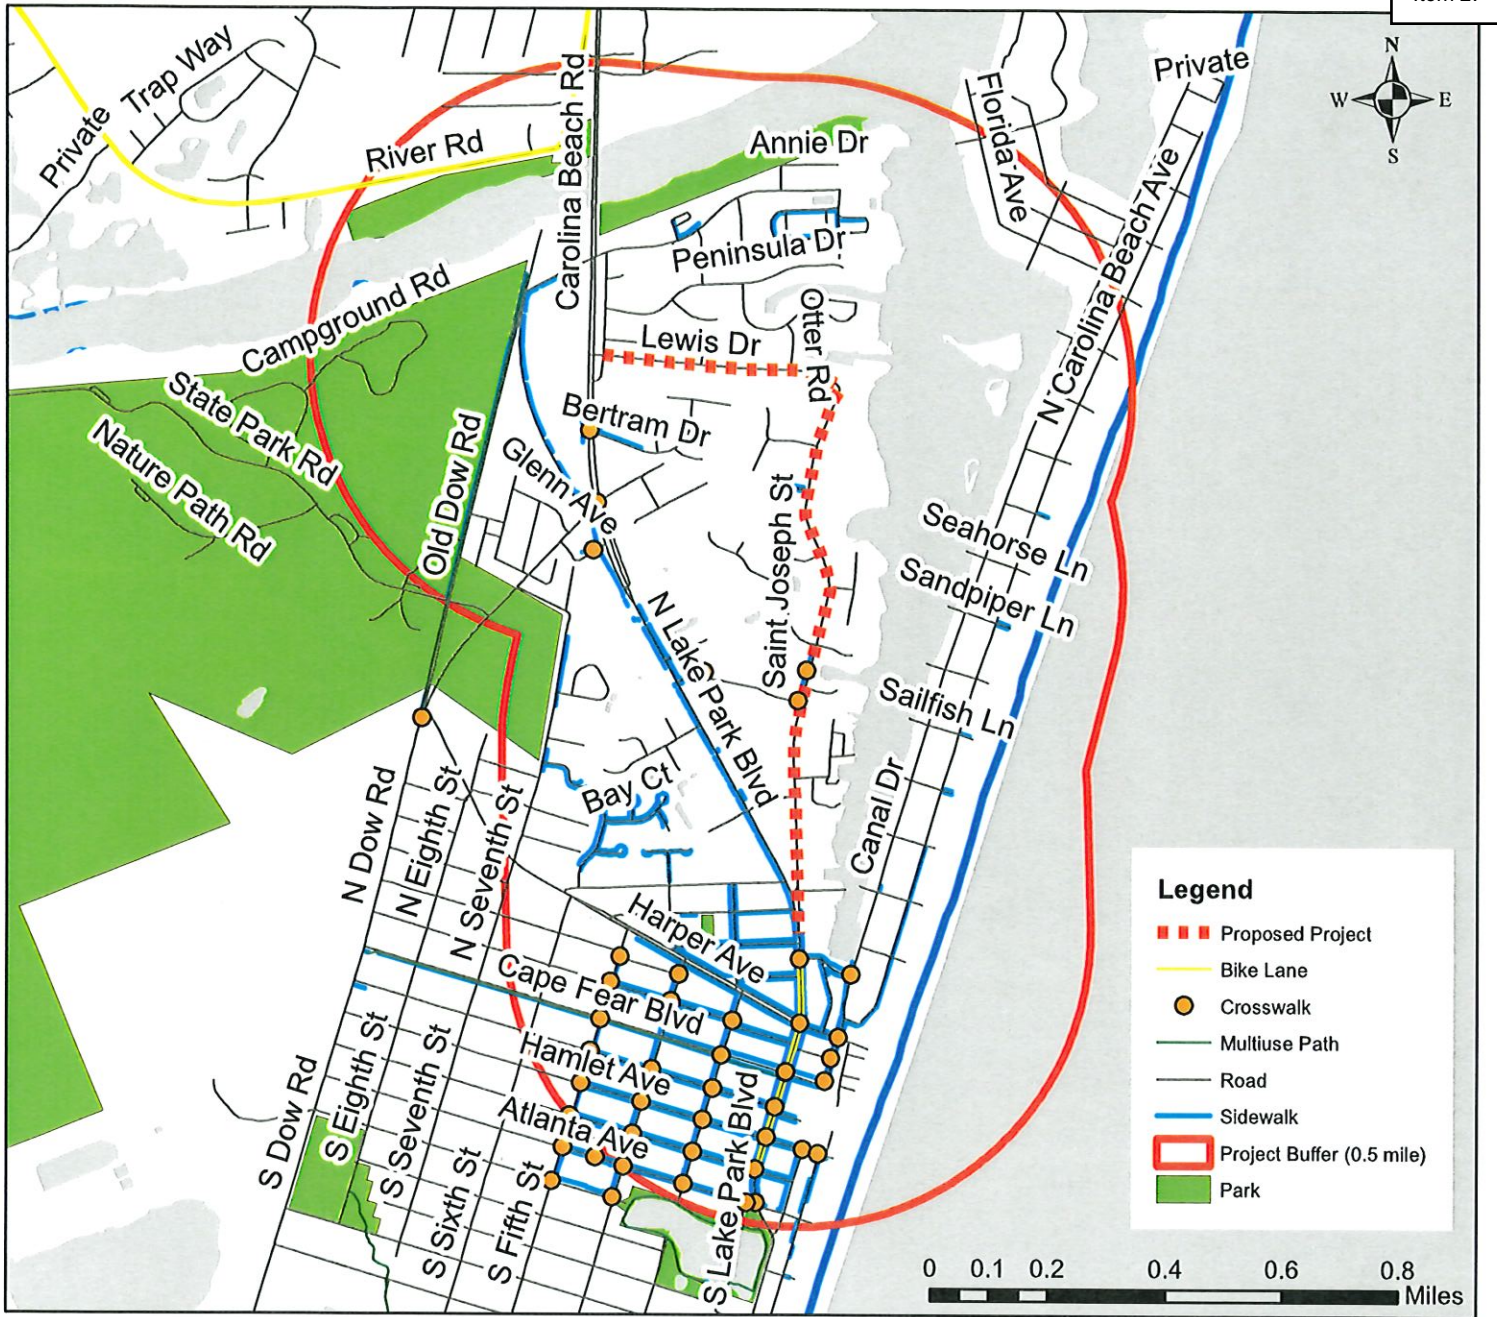 N
W E
S
Private
Trap Way
Private
River Rd
Carolina Beach Rd
Annie Dr
Florida Ave
N Carolina Beach Ave
Peninsula Dr
Campground Rd
Otter Rd
Lewis Dr
State Park Rd
Nature Path Rd
Old Dow Rd
Bertram Dr
Glenn Ave
Saint Joseph St
Seahorse Ln
Sandpiper Ln
N Lake Park Blvd
Sailfish Ln
Bay Ct
Canal Dr
N Dow Rd
N Eighth St
N Seventh St
Harper Ave
Cape Fear Blvd
Hamlet Ave
Atlanta Ave
S Dow Rd
S Eighth St
S Seventh St
S Sixth St
S Fifth St
S Lake Park Blvd
Legend
Proposed Project
Bike Lane
Crosswalk
Multiuse Path
Road
Sidewalk
Project Buffer (0.5 mile)
Park
0 0.1 0.2 0.4 0.6 0.8
Miles